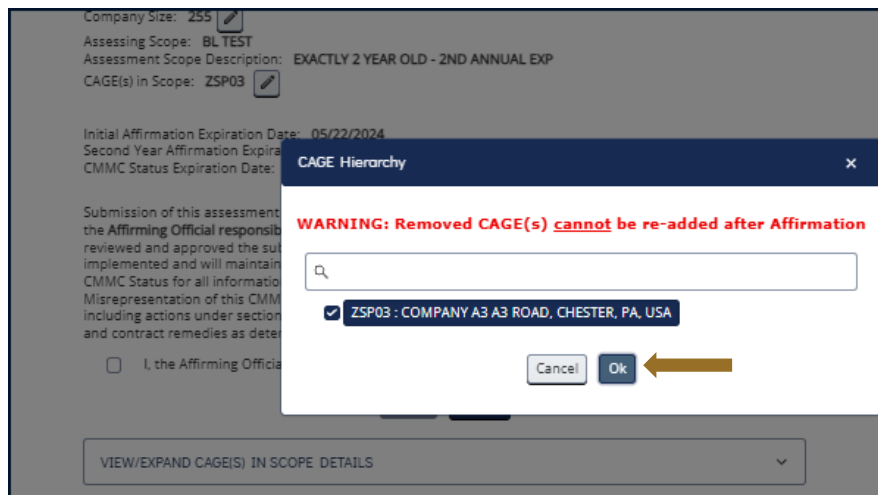 Company Size: 255
Assessing Scope: BL TEST
Assessment Scope Description: EXACTLY 2 YEAR OLD - 2ND ANNUAL EXP
CAGE(s) in Scope: ZSP03
Initial Affirmation Expiration Date: 05/22/2024
Second Year Affirmation Expira
CMMC Status Expiration Date:
Submission of this assessment
the Affirming Official responsib
reviewed and approved the sub
implemented and will maintain
CMMC Status for all informatio
Misrepresentation of this CMM
including actions under section
and contract remedies as deter
I, the Affirming Officia
CAGE Hierarchy ×
WARNING: Removed CAGE(s) cannot be re-added after Affirmation
ZSP03 : COMPANY A3 A3 ROAD, CHESTER, PA, USA
Cancel Ok
VIEW/EXPAND CAGE(S) IN SCOPE DETAILS